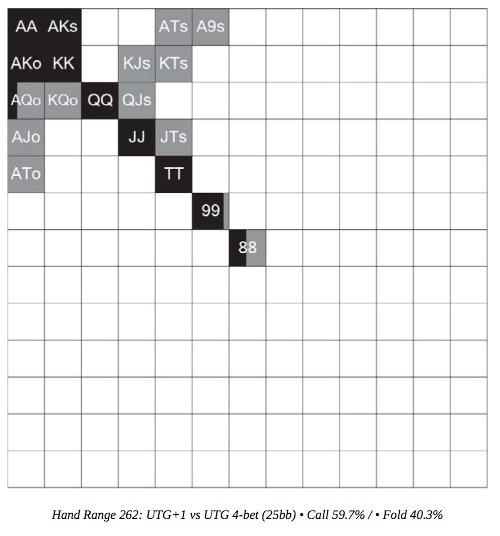 AA AKs ATs A9s
AKo KK KJs KTs
AQo KQo QQ QJs
AJo JJ JTs
ATo TT
99
88
Hand Range 262: UTG+1 vs UTG 4-bet (25bb) • Call 59.7% / • Fold 40.3%